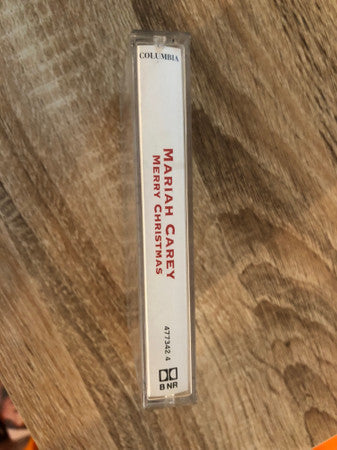 COLUMBIA
MARIAH CAREY
MERRY CHRISTMAS
477342 4
B NR